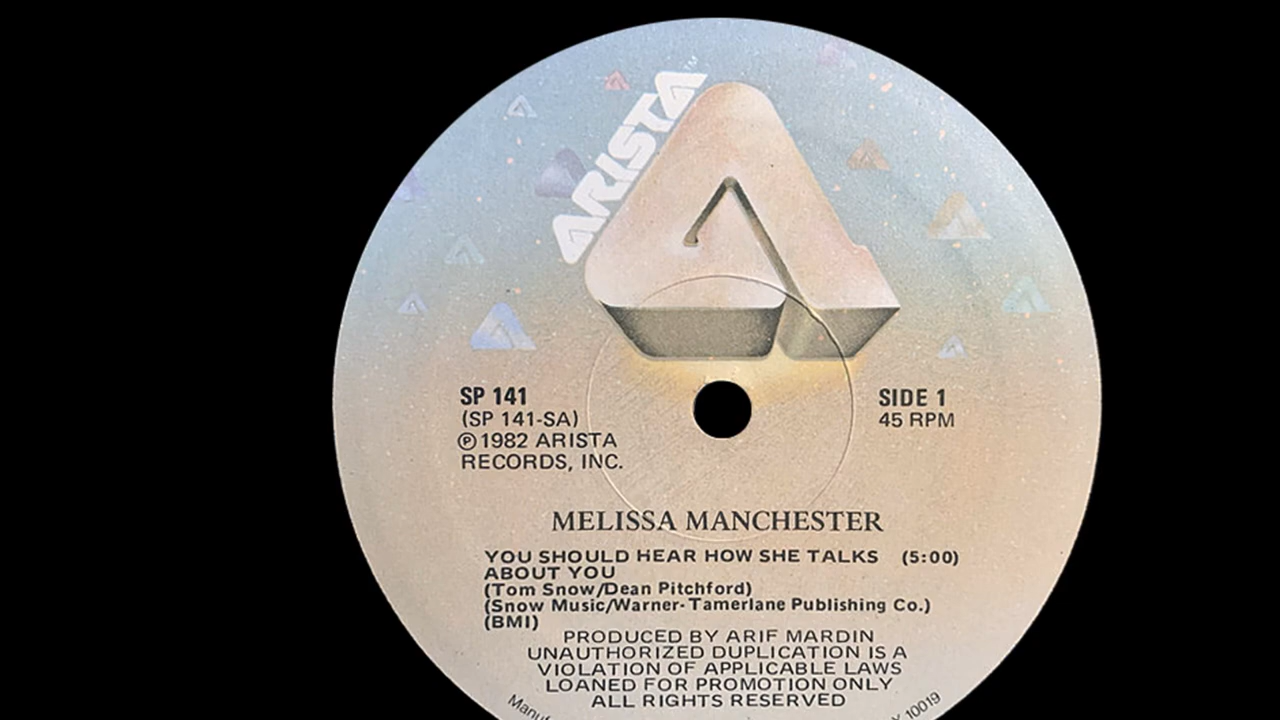 ARISTA™
SP 141
(SP 141-SA)
℗ 1982 ARISTA
RECORDS, INC.
SIDE 1
45 RPM
MELISSA MANCHESTER
YOU SHOULD HEAR HOW SHE TALKS (5:00)
ABOUT YOU
(Tom Snow/Dean Pitchford)
(Snow Music/Warner-Tamerlane Publishing Co.)
(BMI)
PRODUCED BY ARIF MARDIN
UNAUTHORIZED DUPLICATION IS A
VIOLATION OF APPLICABLE LAWS
LOANED FOR PROMOTION ONLY
ALL RIGHTS RESERVED
10019